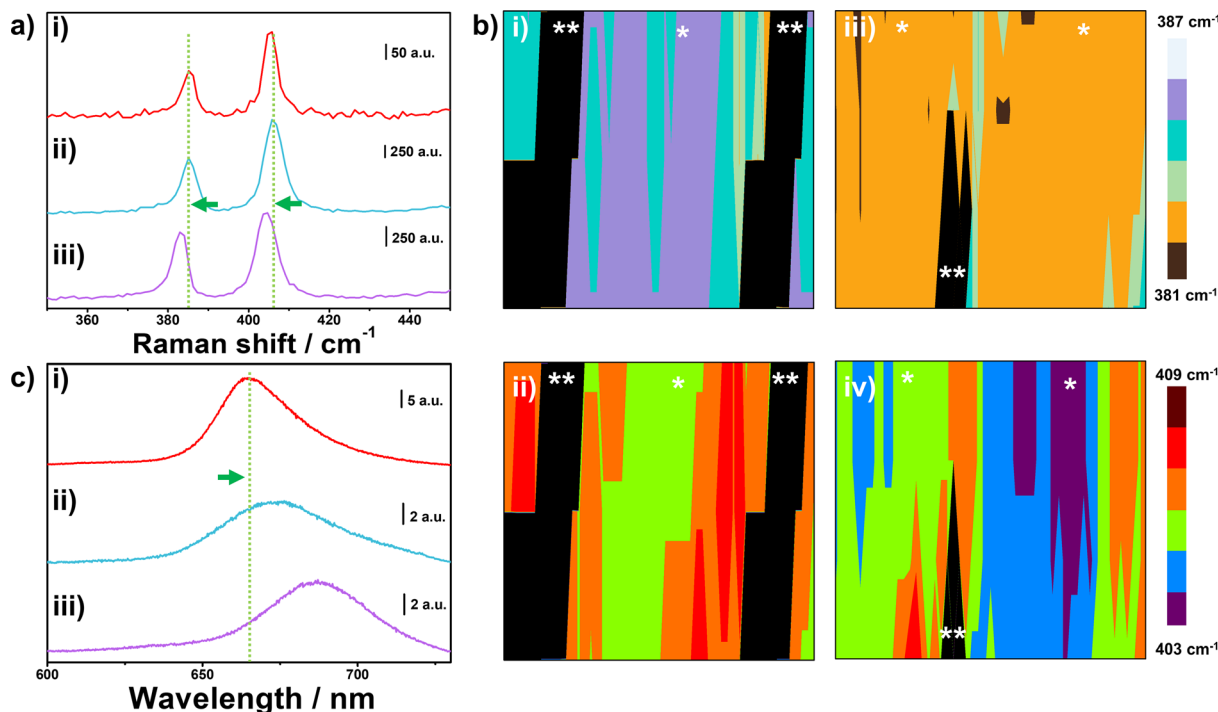 a)
i)
50 a.u.
ii)
250 a.u.
iii)
250 a.u.
360 380 400 420 440
Raman shift / cm-1
b)
i)
**
*
**
iii)
*
*
**
387 cm-1
381 cm-1
c)
i)
5 a.u.
ii)
2 a.u.
iii)
2 a.u.
600 650 700
Wavelength / nm
ii)
**
*
**
iv)
*
*
**
409 cm-1
403 cm-1